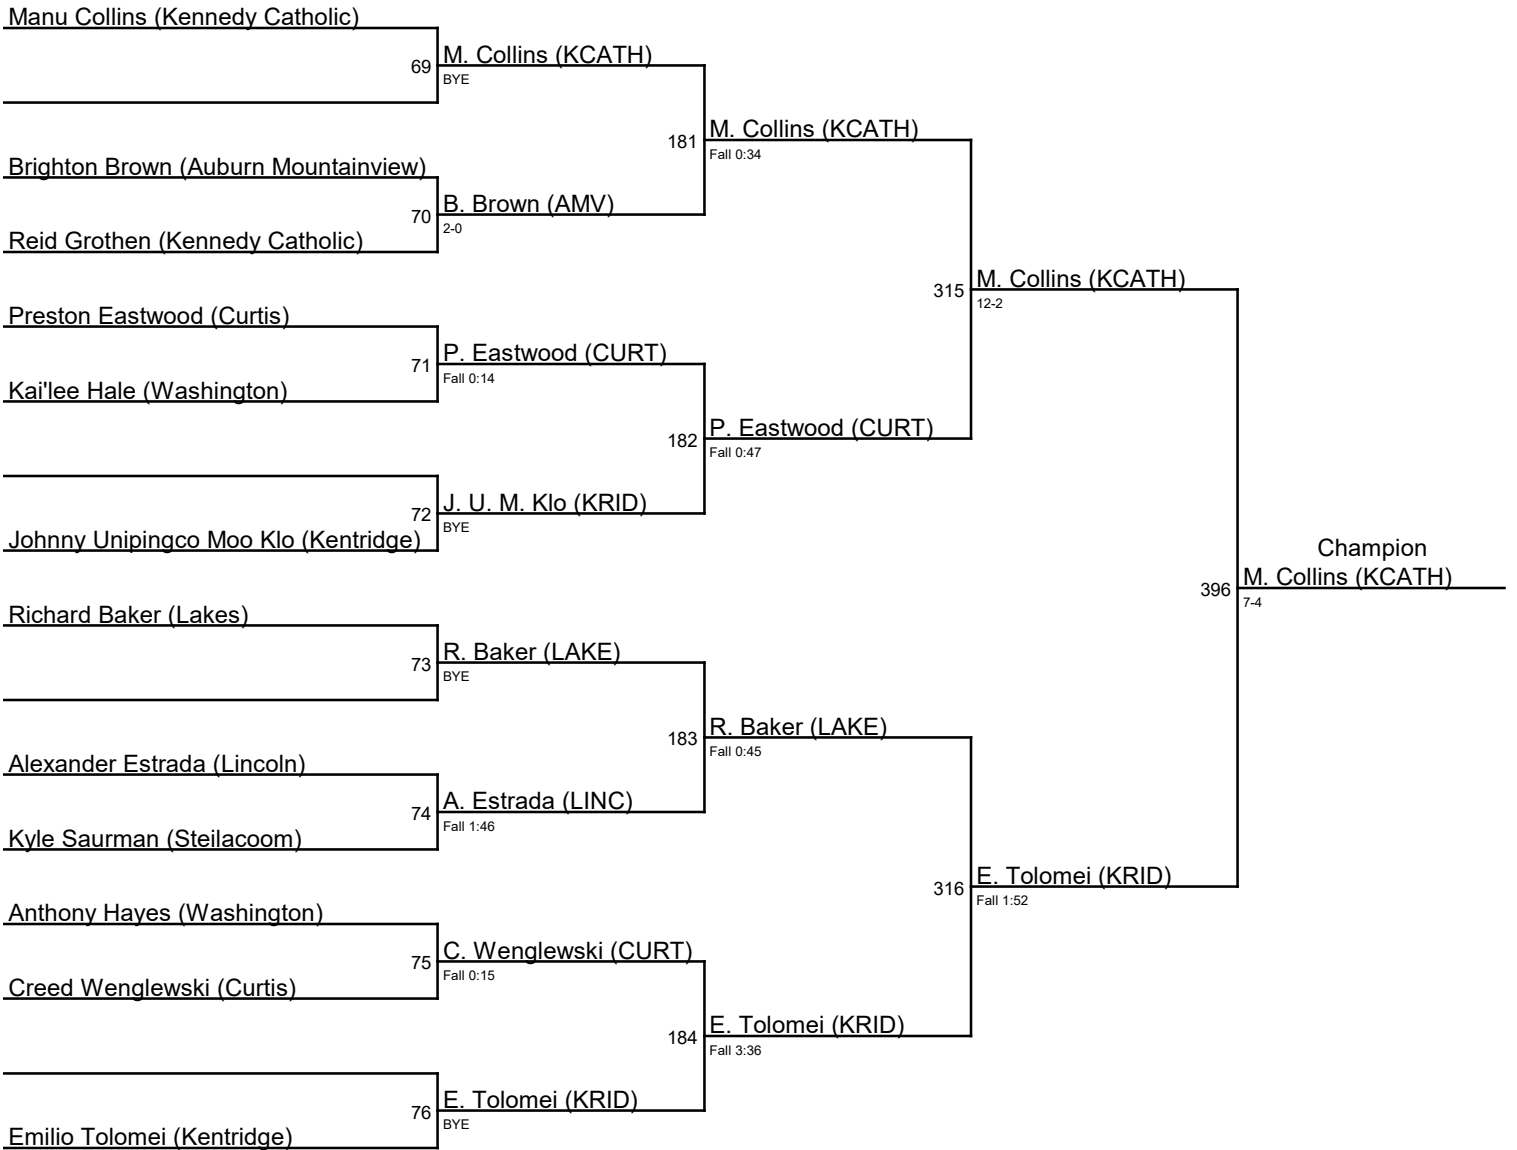 Manu Collins (Kennedy Catholic)
69
M. Collins (KCATH)
BYE
181
M. Collins (KCATH)
Fall 0:34
Brighton Brown (Auburn Mountainview)
70
B. Brown (AMV)
2-0
Reid Grothen (Kennedy Catholic)
315
M. Collins (KCATH)
12-2
Preston Eastwood (Curtis)
71
P. Eastwood (CURT)
Fall 0:14
Kai'lee Hale (Washington)
182
P. Eastwood (CURT)
Fall 0:47
72
J. U. M. Klo (KRID)
BYE
Johnny Unipingco Moo Klo (Kentridge)
Champion
396
M. Collins (KCATH)
7-4
Richard Baker (Lakes)
73
R. Baker (LAKE)
BYE
183
R. Baker (LAKE)
Fall 0:45
Alexander Estrada (Lincoln)
74
A. Estrada (LINC)
Fall 1:46
Kyle Saurman (Steilacoom)
316
E. Tolomei (KRID)
Fall 1:52
Anthony Hayes (Washington)
75
C. Wenglewski (CURT)
Fall 0:15
Creed Wenglewski (Curtis)
184
E. Tolomei (KRID)
Fall 3:36
76
E. Tolomei (KRID)
BYE
Emilio Tolomei (Kentridge)